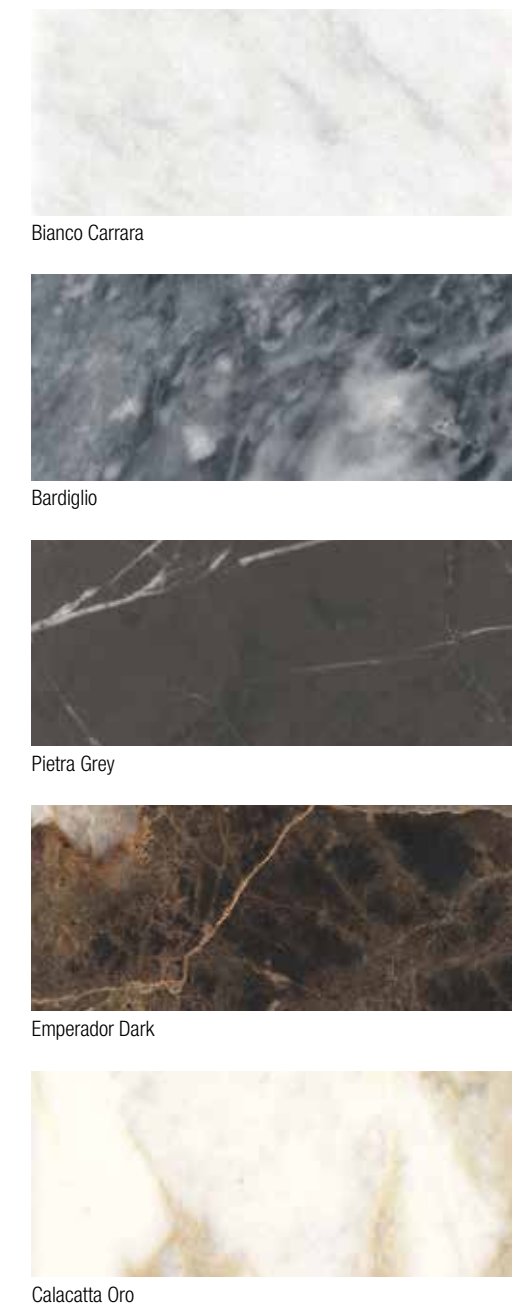 Bianco Carrara
Bardiglio
Pietra Grey
Emperador Dark
Calacatta Oro